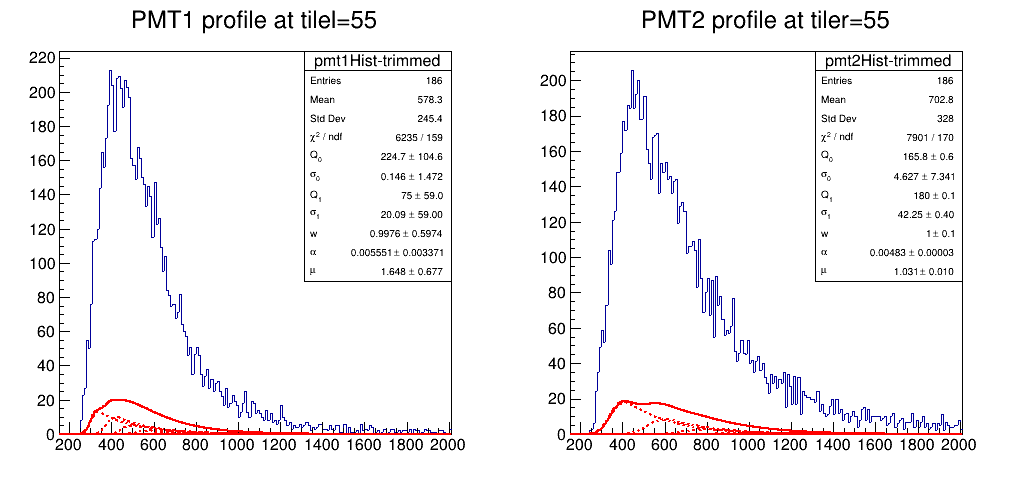 PMT1 profile at tilel=55
pmt1Hist-trimmed
Entries 186
Mean 578.3
Std Dev 245.4
χ² / ndf 6235 / 159
Q₀ 224.7 ± 104.6
σ₀ 0.146 ± 1.472
Q₁ 75 ± 59.0
σ₁ 20.09 ± 59.00
w 0.9976 ± 0.5974
α 0.005551 ± 0.003371
μ 1.648 ± 0.677
220
200
180
160
140
120
100
80
60
40
20
0
200 400 600 800 1000 1200 1400 1600 1800 2000
PMT2 profile at tiler=55
pmt2Hist-trimmed
Entries 186
Mean 702.8
Std Dev 328
χ² / ndf 7901 / 170
Q₀ 165.8 ± 0.6
σ₀ 4.627 ± 7.341
Q₁ 180 ± 0.1
σ₁ 42.25 ± 0.40
w 1 ± 0.1
α 0.00483 ± 0.00003
μ 1.031 ± 0.010
200
180
160
140
120
100
80
60
40
20
0
200 400 600 800 1000 1200 1400 1600 1800 2000